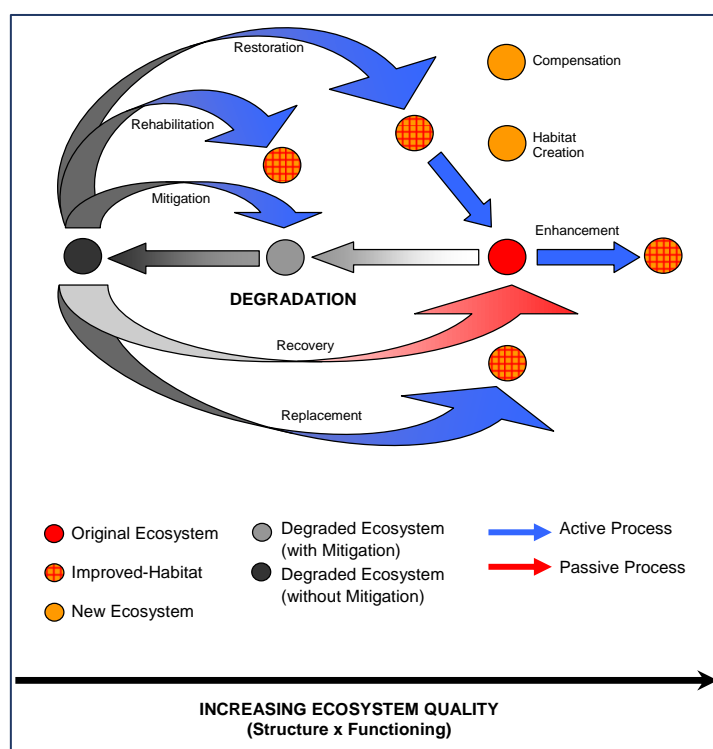 Restoration
Compensation
Rehabilitation
Habitat
Creation
Mitigation
Enhancement
DEGRADATION
Recovery
Replacement
Original Ecosystem
Improved-Habitat
New Ecosystem
Degraded Ecosystem
(with Mitigation)
Degraded Ecosystem
(without Mitigation)
Active Process
Passive Process
INCREASING ECOSYSTEM QUALITY
(Structure x Functioning)